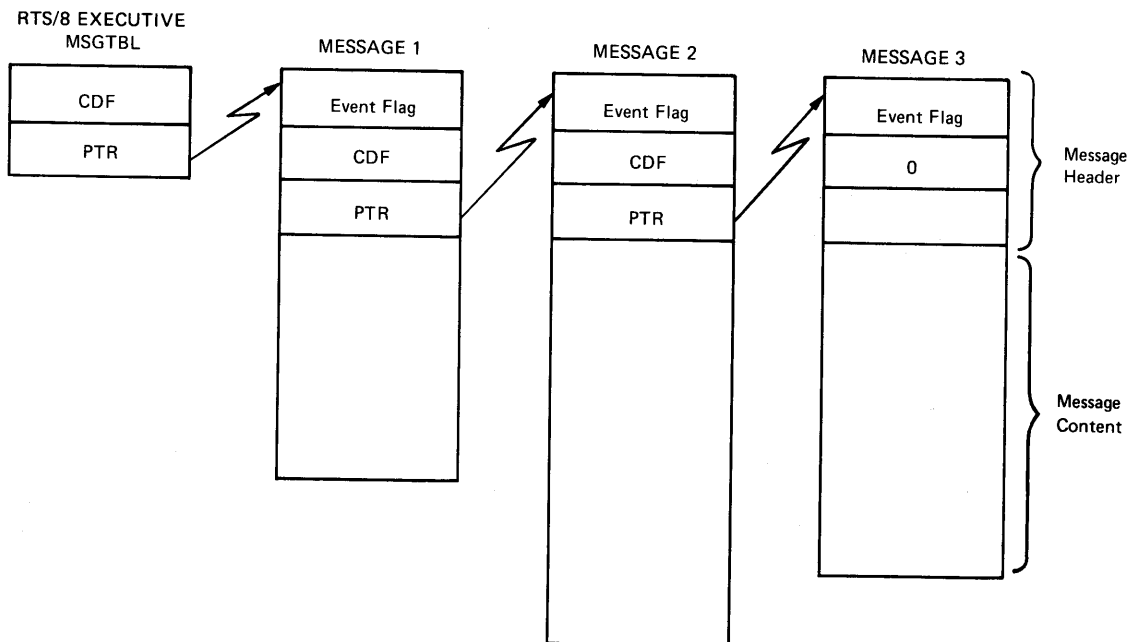 RTS/8 EXECUTIVE
MSGTBL
CDF
PTR
MESSAGE 1
Event Flag
CDF
PTR
MESSAGE 2
Event Flag
CDF
PTR
MESSAGE 3
Event Flag
0
Message
Header
Message
Content